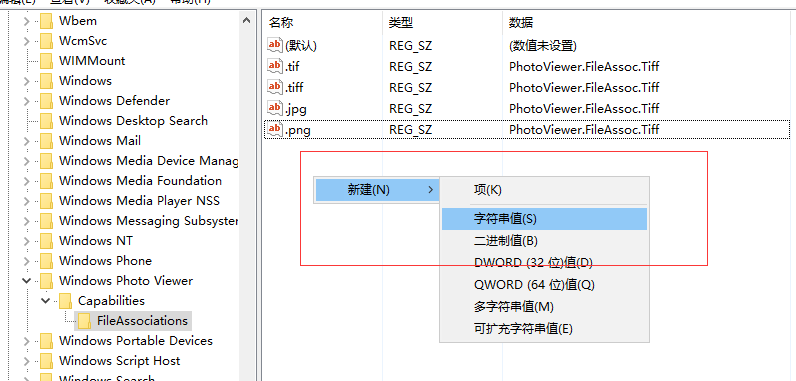 编辑(E) 查看(V) 收藏夹(A) 帮助(H)
Wbem
WcmSvc
WIMMount
Windows
Windows Defender
Windows Desktop Search
Windows Mail
Windows Media Device Manag
Windows Media Foundation
Windows Media Player NSS
Windows Messaging Subsystem
Windows NT
Windows Phone
Windows Photo Viewer
Capabilities
FileAssociations
Windows Portable Devices
Windows Script Host
Windows Search
名称 类型 数据
(默认) REG_SZ (数值未设置)
.tif REG_SZ PhotoViewer.FileAssoc.Tiff
.tiff REG_SZ PhotoViewer.FileAssoc.Tiff
.jpg REG_SZ PhotoViewer.FileAssoc.Tiff
.png REG_SZ PhotoViewer.FileAssoc.Tiff
新建(N)
项(K)
字符串值(S)
二进制值(B)
DWORD (32 位)值(D)
QWORD (64 位)值(Q)
多字符串值(M)
可扩充字符串值(E)